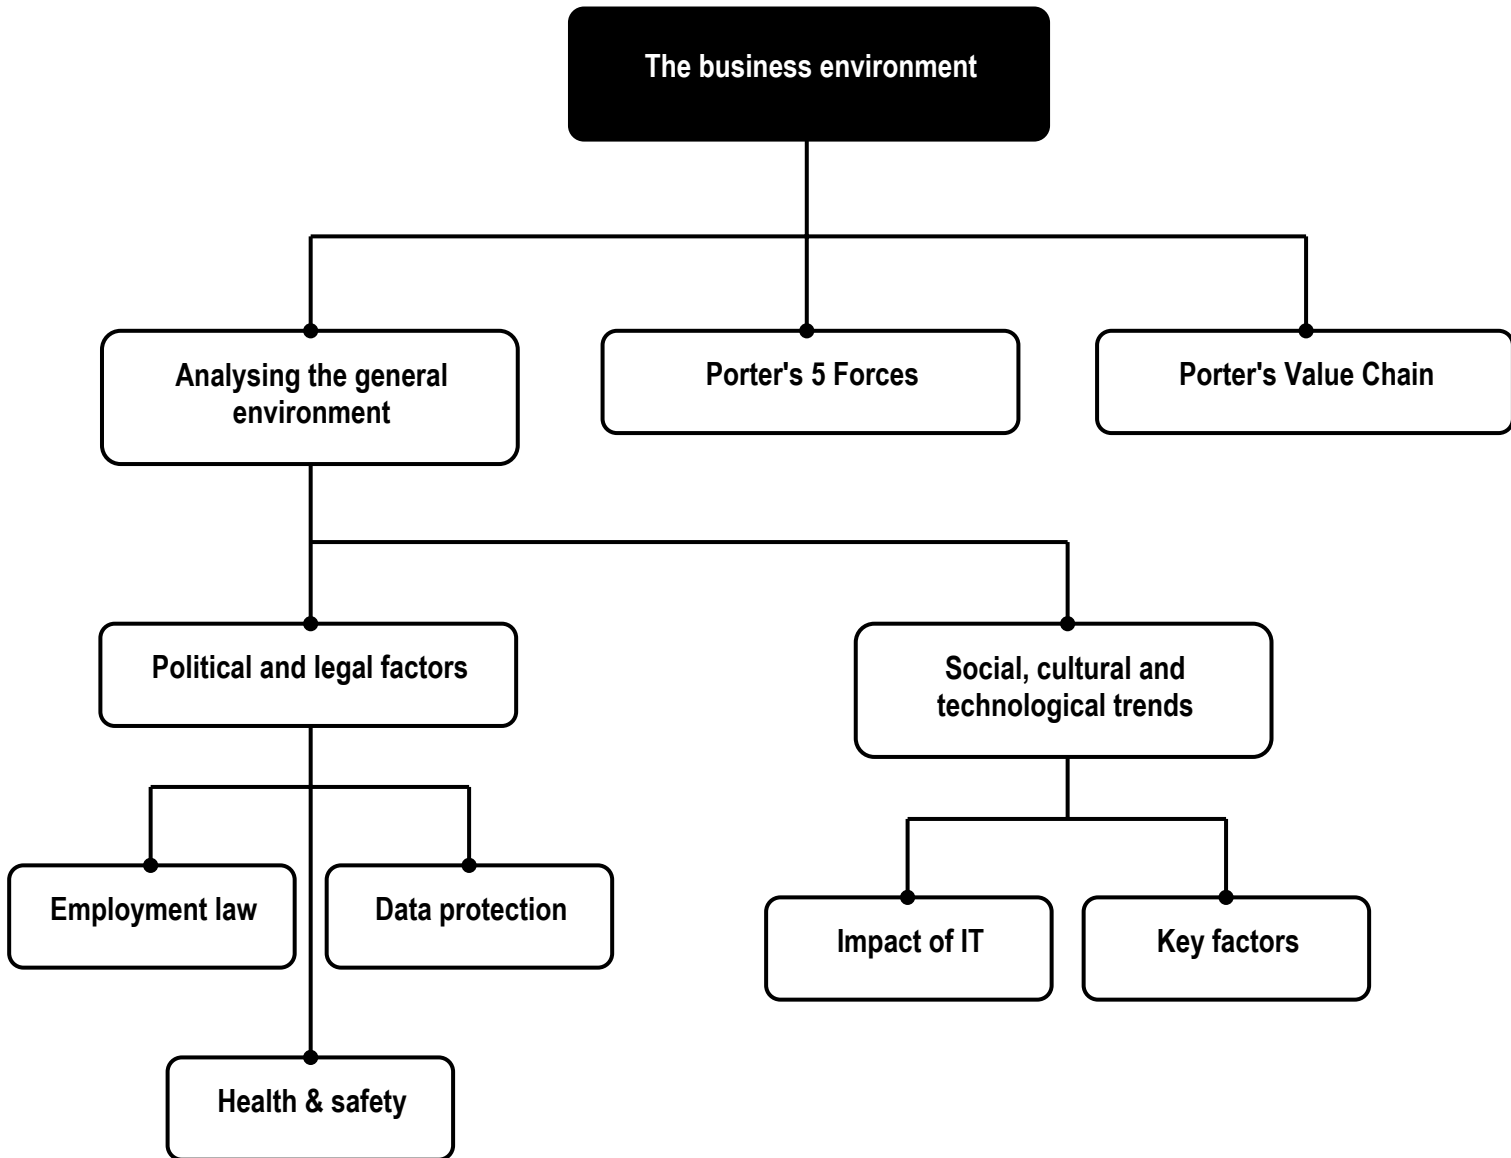 The business environment
Analysing the general
environment
Porter's 5 Forces
Porter's Value Chain
Political and legal factors
Social, cultural and
technological trends
Employment law
Data protection
Impact of IT
Key factors
Health & safety